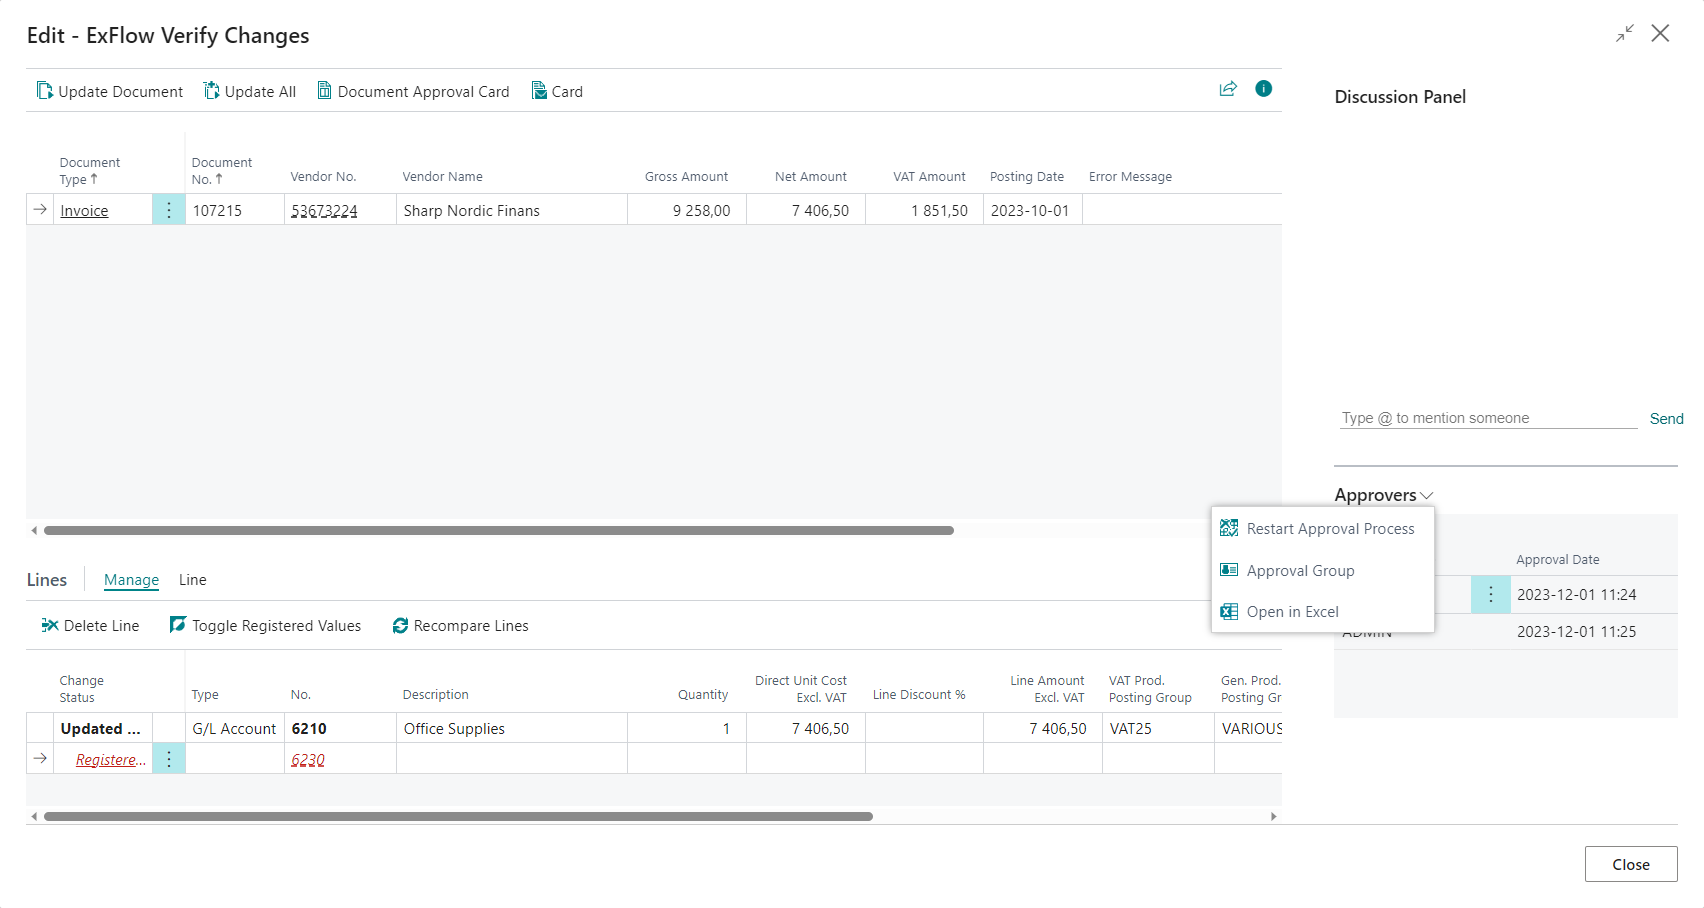 Edit - ExFlow Verify Changes
Update Document Update All Document Approval Card Card
Discussion Panel
Document Type ↑ Document No. ↑ Vendor No. Vendor Name Gross Amount Net Amount VAT Amount Posting Date Error Message
Invoice 107215 53673224 Sharp Nordic Finans 9 258,00 7 406,50 1 851,50 2023-10-01
Type @ to mention someone Send
Approvers
Restart Approval Process
Approval Group
Open in Excel
Approval Date
2023-12-01 11:24
ADMIN 2023-12-01 11:25
Lines Manage Line
Delete Line Toggle Registered Values Recompare Lines
Change Status Type No. Description Quantity Direct Unit Cost Excl. VAT Line Discount % Line Amount Excl. VAT VAT Prod. Posting Group Gen. Prod. Posting Gr
Updated ... G/L Account 6210 Office Supplies 1 7 406,50 7 406,50 VAT25 VARIOUS
Registere... 6230
Close